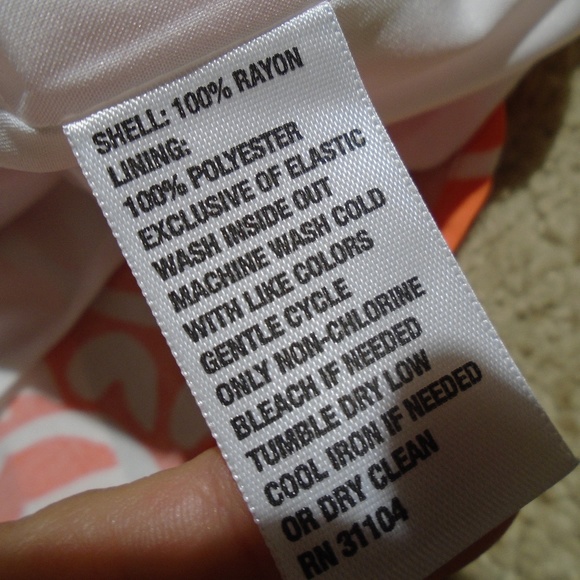 SHELL: 100% RAYON
LINING:
100% POLYESTER
EXCLUSIVE OF ELASTIC
WASH INSIDE OUT
MACHINE WASH COLD
WITH LIKE COLORS
GENTLE CYCLE
ONLY NON-CHLORINE
BLEACH IF NEEDED
TUMBLE DRY LOW
COOL IRON IF NEEDED
OR DRY CLEAN
RN 31104